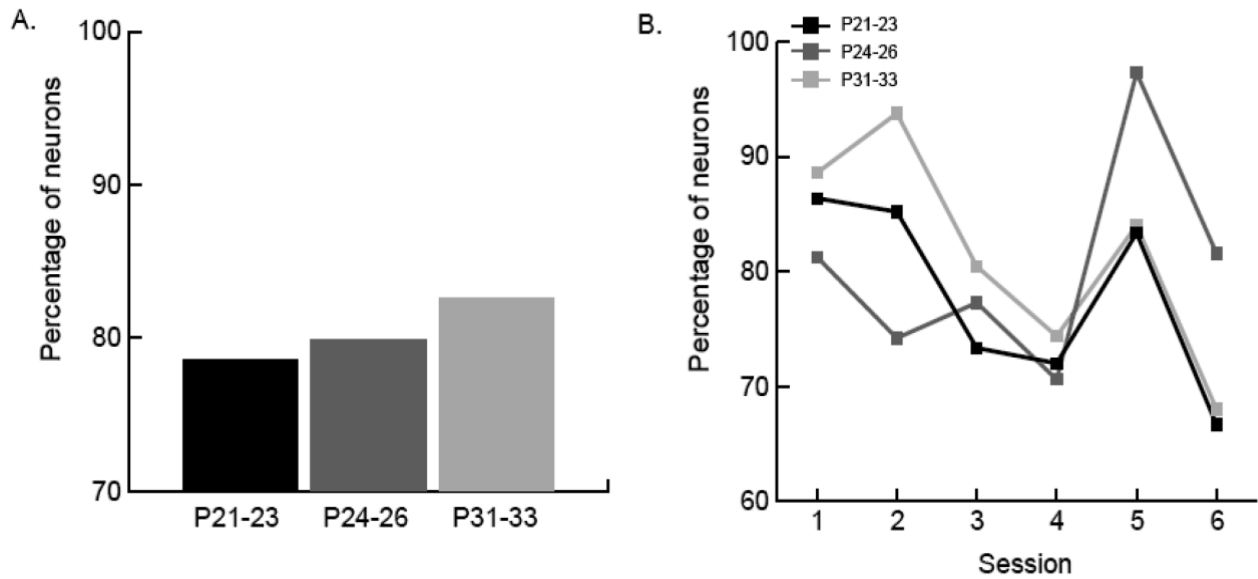 A.
100
90
80
70
Percentage of neurons
P21-23 P24-26 P31-33
B.
P21-23
P24-26
P31-33
100
90
80
70
60
Percentage of neurons
1 2 3 4 5 6
Session